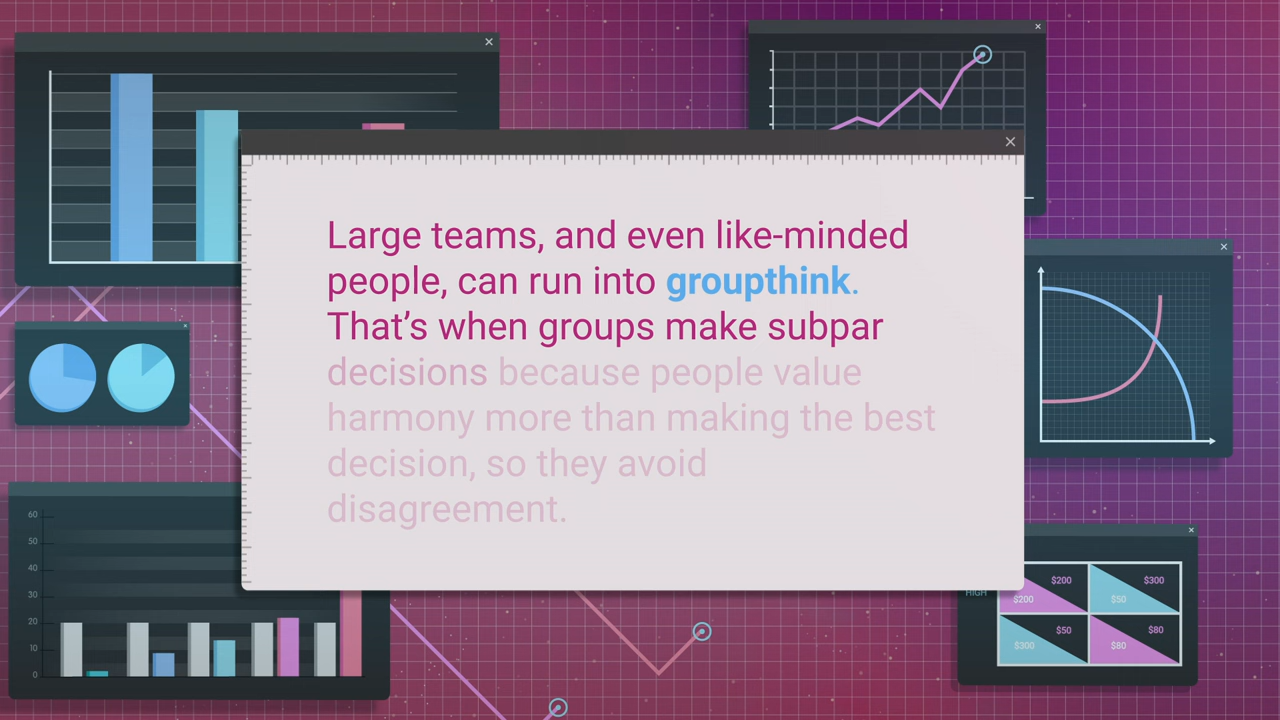 Large teams, and even like-minded
people, can run into groupthink.
That’s when groups make subpar
decisions because people value
harmony more than making the best
decision, so they avoid
disagreement.
60
50
40
30
20
10
0
HIGH
$200
$200
$300
$50
$50
$300
$80
$80